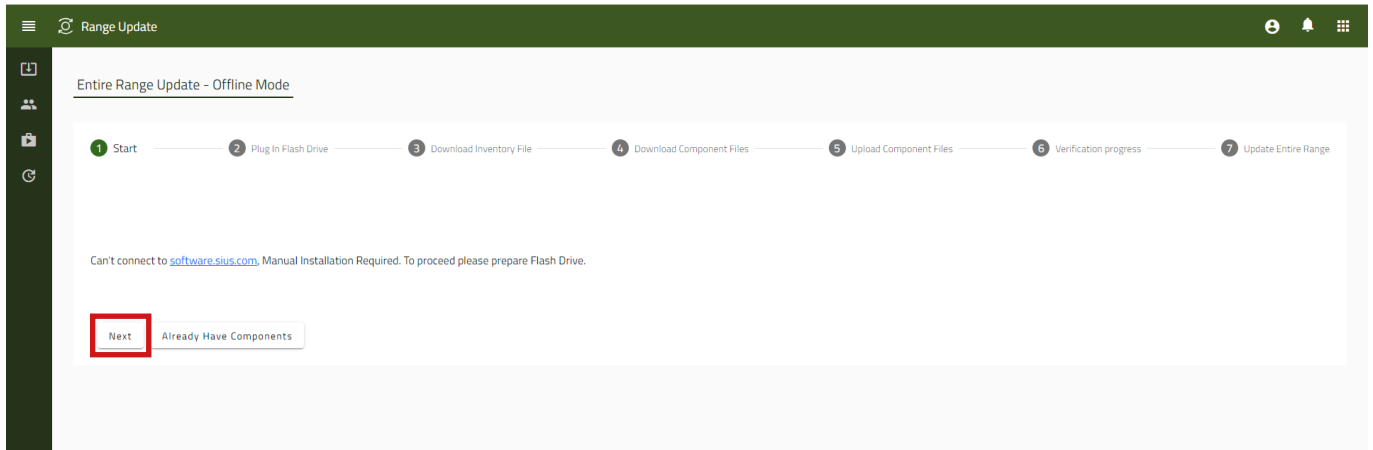 Range Update
Entire Range Update - Offline Mode
1 Start 2 Plug In Flash Drive 3 Download Inventory File 4 Download Component Files 5 Upload Component Files 6 Verification progress 7 Update Entire Range
Can't connect to software.sius.com, Manual Installation Required. To proceed please prepare Flash Drive.
Next Already Have Components